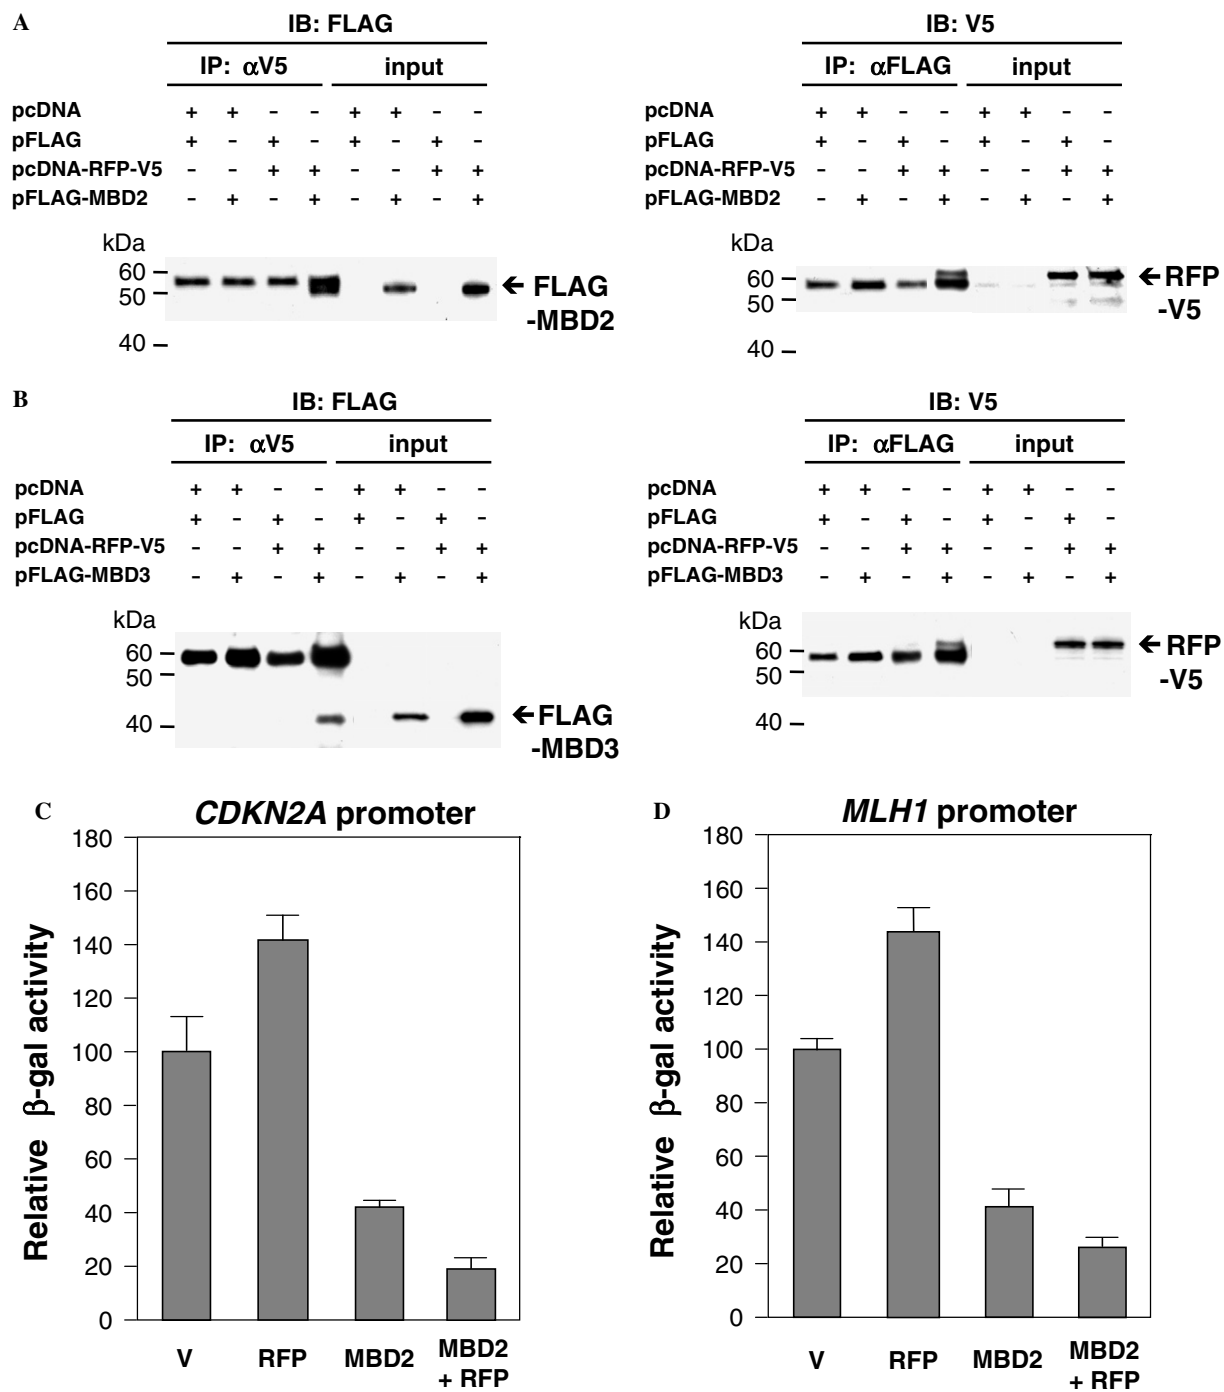 A
IB: FLAG
IP: αV5 input
pcDNA + + - - + + - -
pFLAG + - + - + - + -
pcDNA-RFP-V5 - - + + - - + +
pFLAG-MBD2 - + - + - + - +
kDa
60
50
40
FLAG
-MBD2
IB: V5
IP: αFLAG input
pcDNA + + - - + + - -
pFLAG + - + - + - + -
pcDNA-RFP-V5 - - + + - - + +
pFLAG-MBD2 - + - + - + - +
kDa
60
50
40
RFP
-V5
B
IB: FLAG
IP: αV5 input
pcDNA + + - - + + - -
pFLAG + - + - + - + -
pcDNA-RFP-V5 - - + + - - + +
pFLAG-MBD3 - + - + - + - +
kDa
60
50
40
FLAG
-MBD3
IB: V5
IP: αFLAG input
pcDNA + + - - + + - -
pFLAG + - + - + - + -
pcDNA-RFP-V5 - - + + - - + +
pFLAG-MBD3 - + - + - + - +
kDa
60
50
40
RFP
-V5
C
CDKN2A promoter
Relative β-gal activity
180
160
140
120
100
80
60
40
20
0
V RFP MBD2 MBD2
+ RFP
D
MLH1 promoter
Relative β-gal activity
180
160
140
120
100
80
60
40
20
0
V RFP MBD2 MBD2
+ RFP